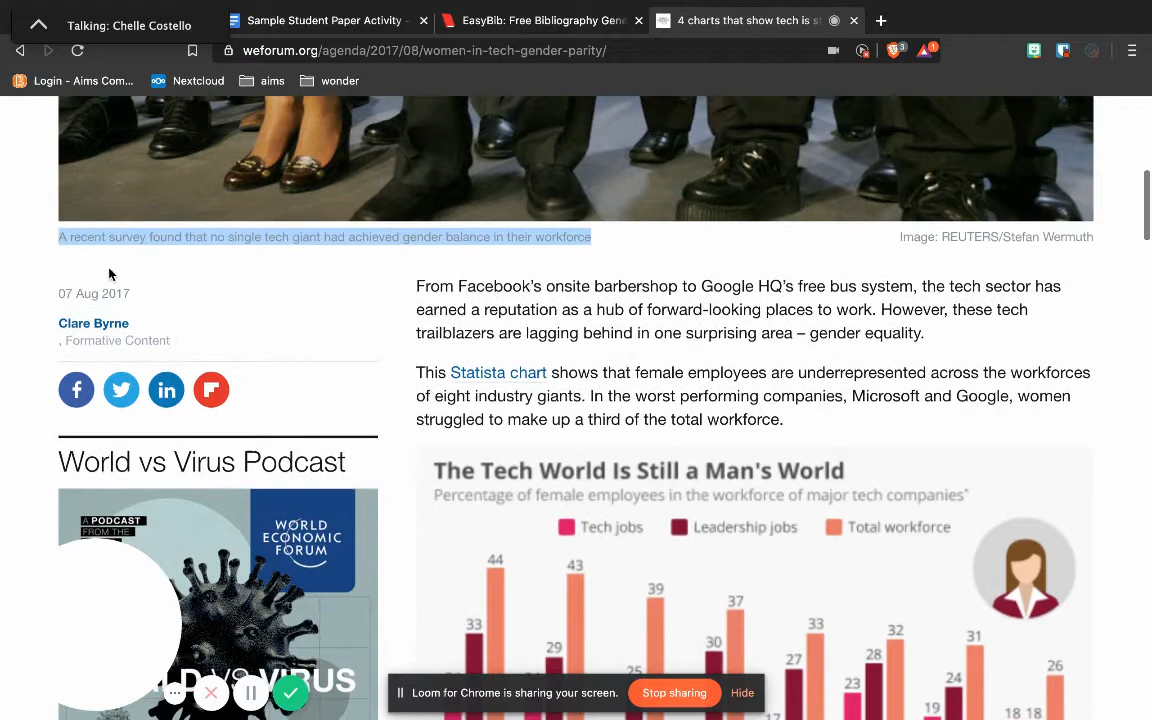 Talking: Chelle Costello
Sample Student Paper Activity –
EasyBib: Free Bibliography Gene
4 charts that show tech is st
weforum.org/agenda/2017/08/women-in-tech-gender-parity/
3
1
Login - Aims Com...
Nextcloud
aims
wonder
A recent survey found that no single tech giant had achieved gender balance in their workforce
Image: REUTERS/Stefan Wermuth
07 Aug 2017
Clare Byrne
, Formative Content
From Facebook's onsite barbershop to Google HQ's free bus system, the tech sector has
earned a reputation as a hub of forward-looking places to work. However, these tech
trailblazers are lagging behind in one surprising area – gender equality.
This Statista chart shows that female employees are underrepresented across the workforces
of eight industry giants. In the worst performing companies, Microsoft and Google, women
struggled to make up a third of the total workforce.
World vs Virus Podcast
A PODCAST
FROM THE
WORLD
ECONOMIC
FORUM
VIRUS
The Tech World Is Still a Man's World
Percentage of female employees in the workforce of major tech companies*
Tech jobs
Leadership jobs
Total workforce
33 44
29 43
25 39
30 37
27 33
23 28 32
19 24 31
18 18 26
17
Loom for Chrome is sharing your screen.
Stop sharing
Hide